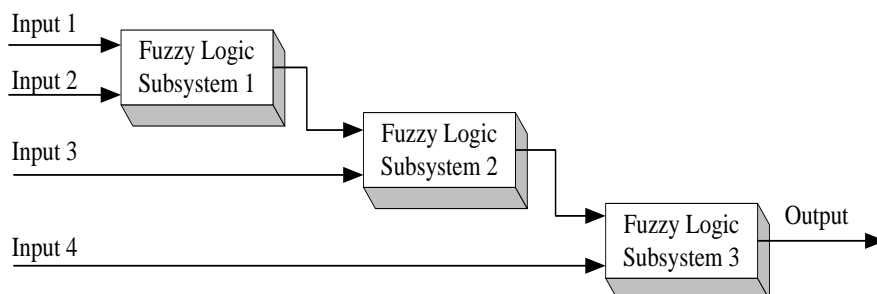 Input 1
Fuzzy Logic
Subsystem 1
Input 2
Input 3
Fuzzy Logic
Subsystem 2
Input 4
Fuzzy Logic
Subsystem 3
Output